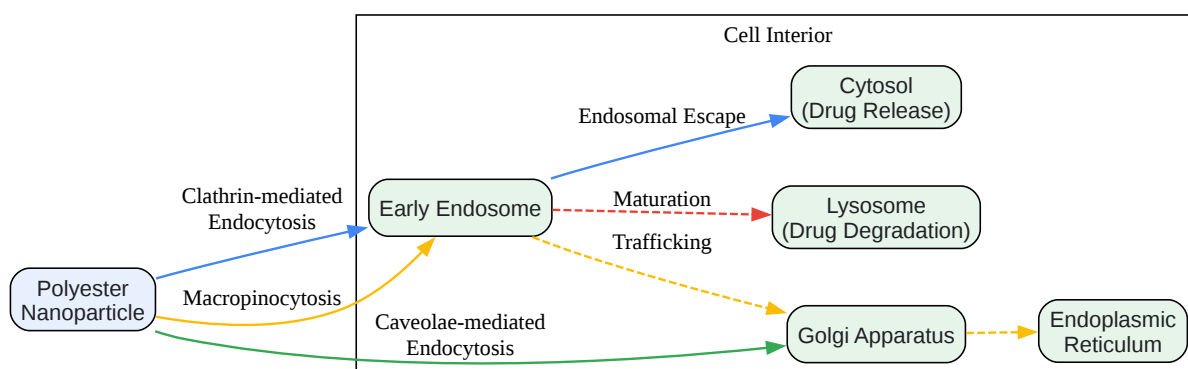 Cell Interior
Cytosol
(Drug Release)
Endosomal Escape
Clathrin-mediated
Endocytosis
Early Endosome
Maturation
Lysosome
(Drug Degradation)
Trafficking
Polyester
Nanoparticle
Macropinocytosis
Caveolae-mediated
Endocytosis
Golgi Apparatus
Endoplasmic
Reticulum